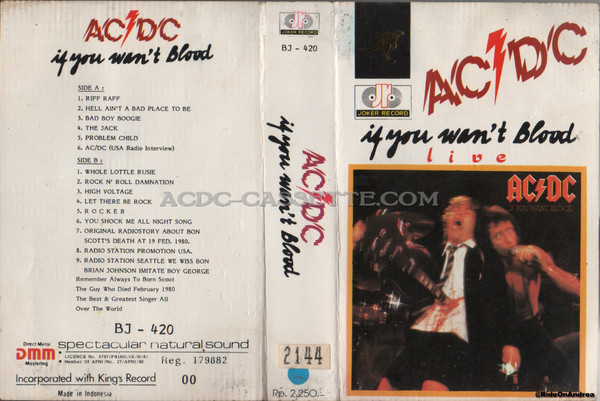 AC/DC
if you wan't Blood
SIDE A :
1. RIFF RAFF
2. HELL AIN'T A BAD PLACE TO BE
3. BAD BOY BOOGIE
4. THE JACK
5. PROBLEM CHILD
6. AC/DC (USA Radio Interview)
SIDE B :
1. WHOLE LOTTLE RUSIE
2. ROCK N' ROLL DAMNATION
3. HIGH VOLTAGE
4. LET THERE BE ROCK
5. R O C K E R
6. YOU SHOCK ME ALL NIGHT SONG
7. ORIGINAL RADIOSTORY ABOUT BON
SCOTT'S DEATH AT 19 FED. 1980.
8. RADIO STATION PROMOTION USA.
9. RADIO STATION SEATTLE WE WISS BON
BRIAN JOHNSON IMITATE BOY GEORGE
Remember Always To Born Scoot
The Guy Who Died February 1980
The Best & Greatest Singer All
Over The World
BJ - 420
Direct Metal
DMM
Mastering
spectacular natural sound
Reg. 179882
Incorporated with King's Record
00
Made in Indonesia
JOKER RECORD
BJ - 420
AC/DC
if you wan't Blood
2144
Rp. 2,250.-
JOKER RECORD
AC/DC
if you wan't Blood
live
AC/DC
IF YOU WANT BLOOD
ACDC-CASSETTE.COM
@RideOnAndrea